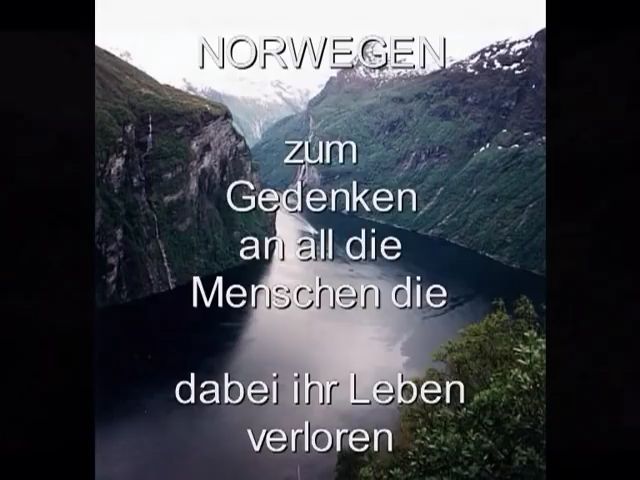 NORWEGEN
zum
Gedenken
an all die
Menschen die
dabei ihr Leben
verloren